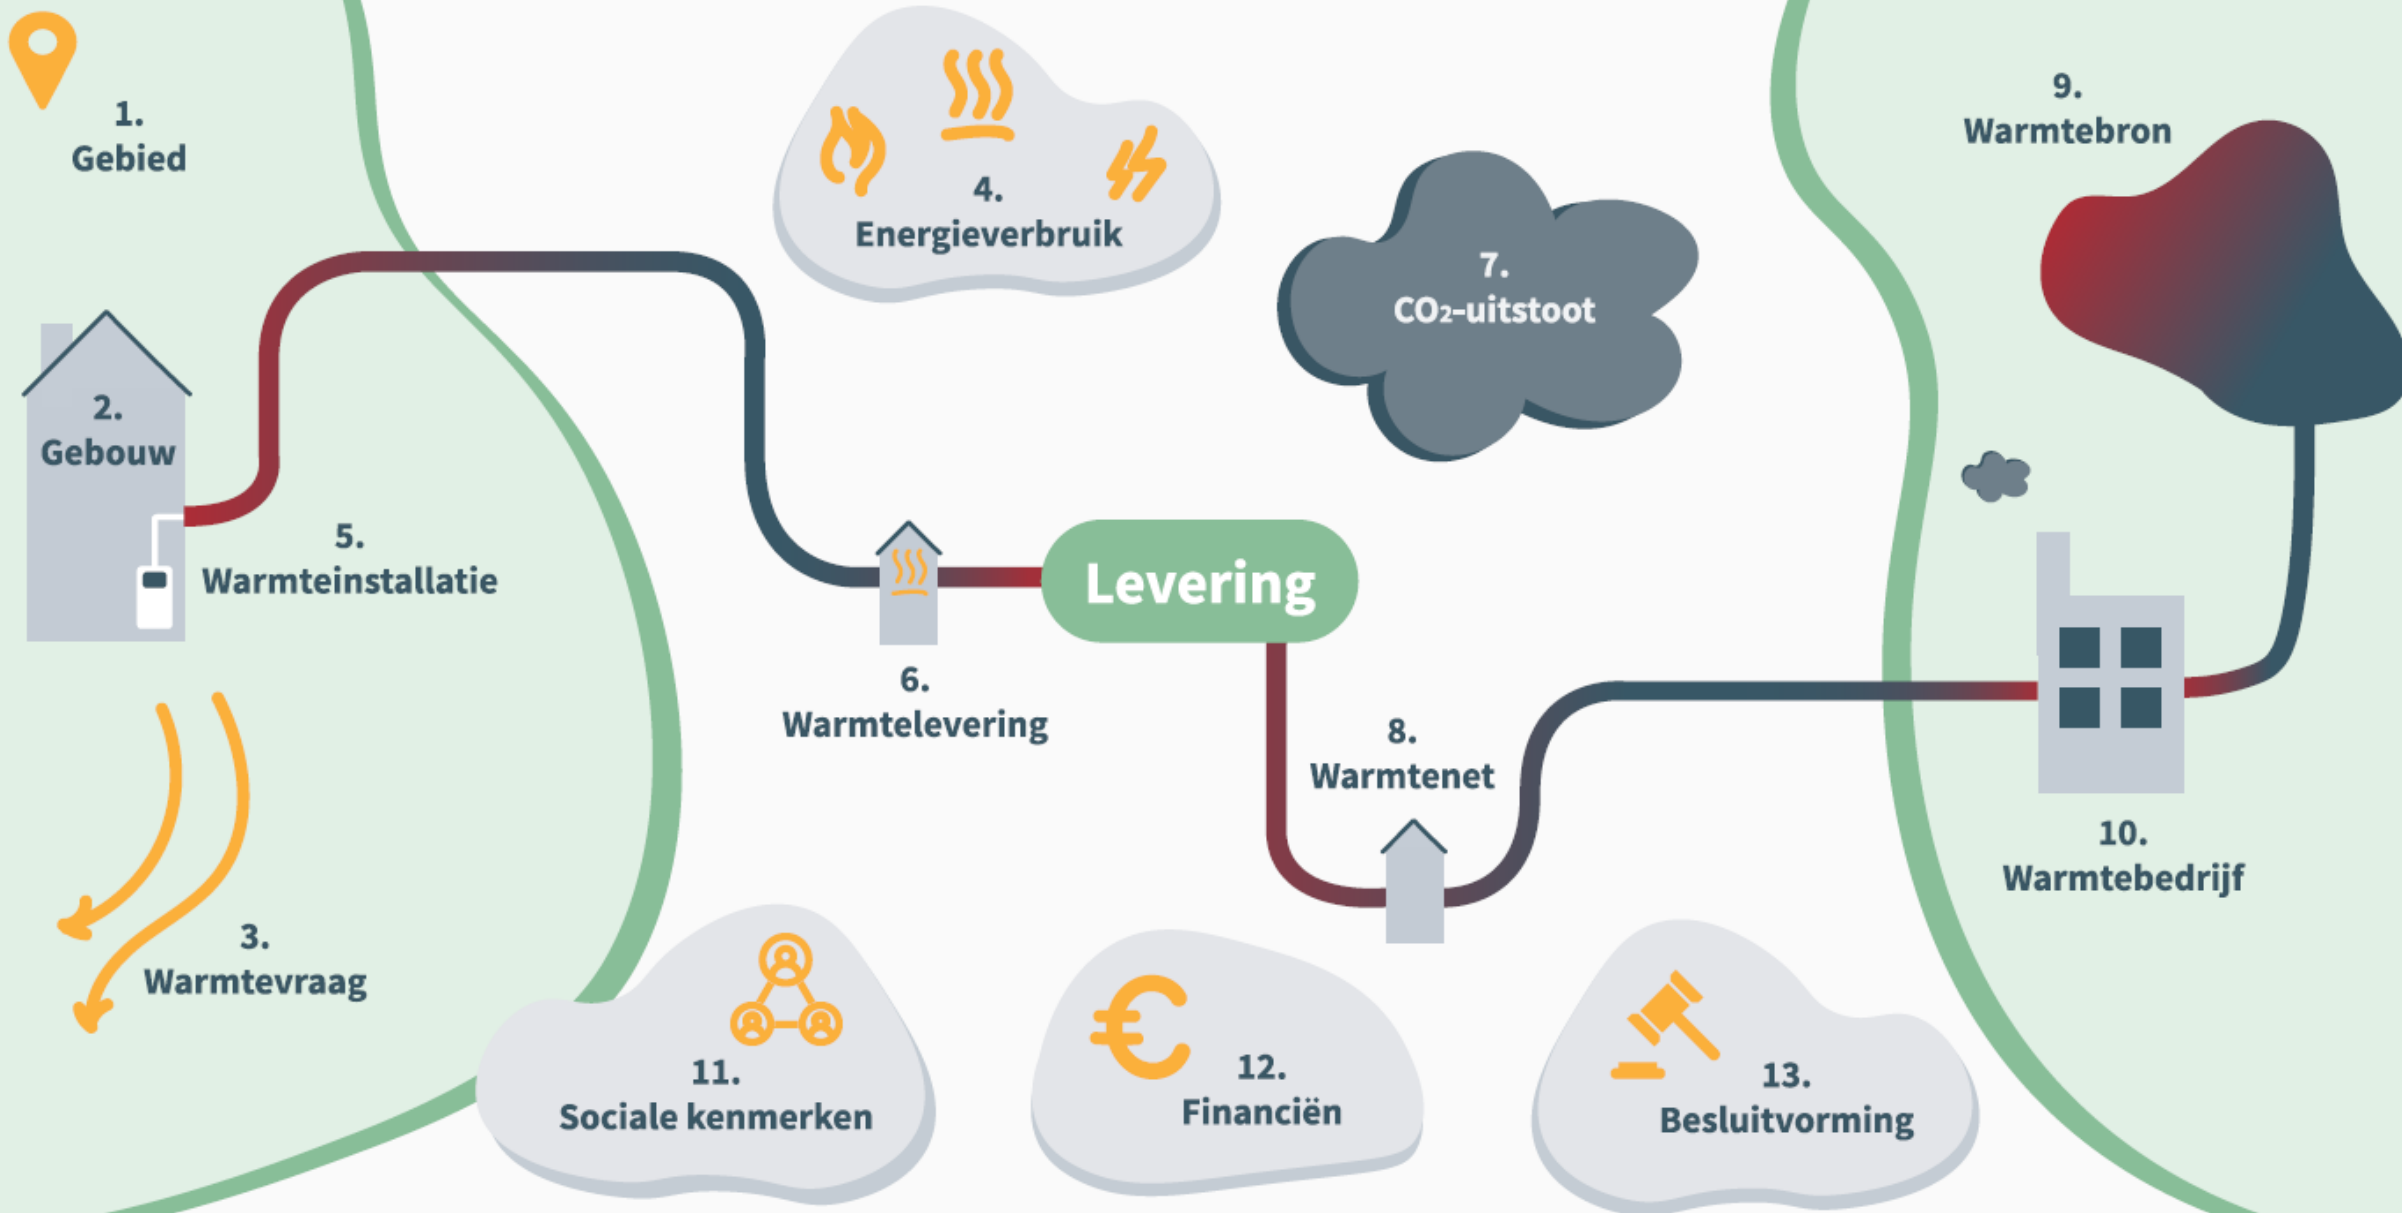 1.
Gebied
2.
Gebouw
3.
Warmtevraag
4.
Energieverbruik
5.
Warmteinstallatie
6.
Warmtelevering
Levering
7.
CO₂-uitstoot
8.
Warmtenet
9.
Warmtebron
10.
Warmtebedrijf
11.
Sociale kenmerken
12.
Financiën
13.
Besluitvorming